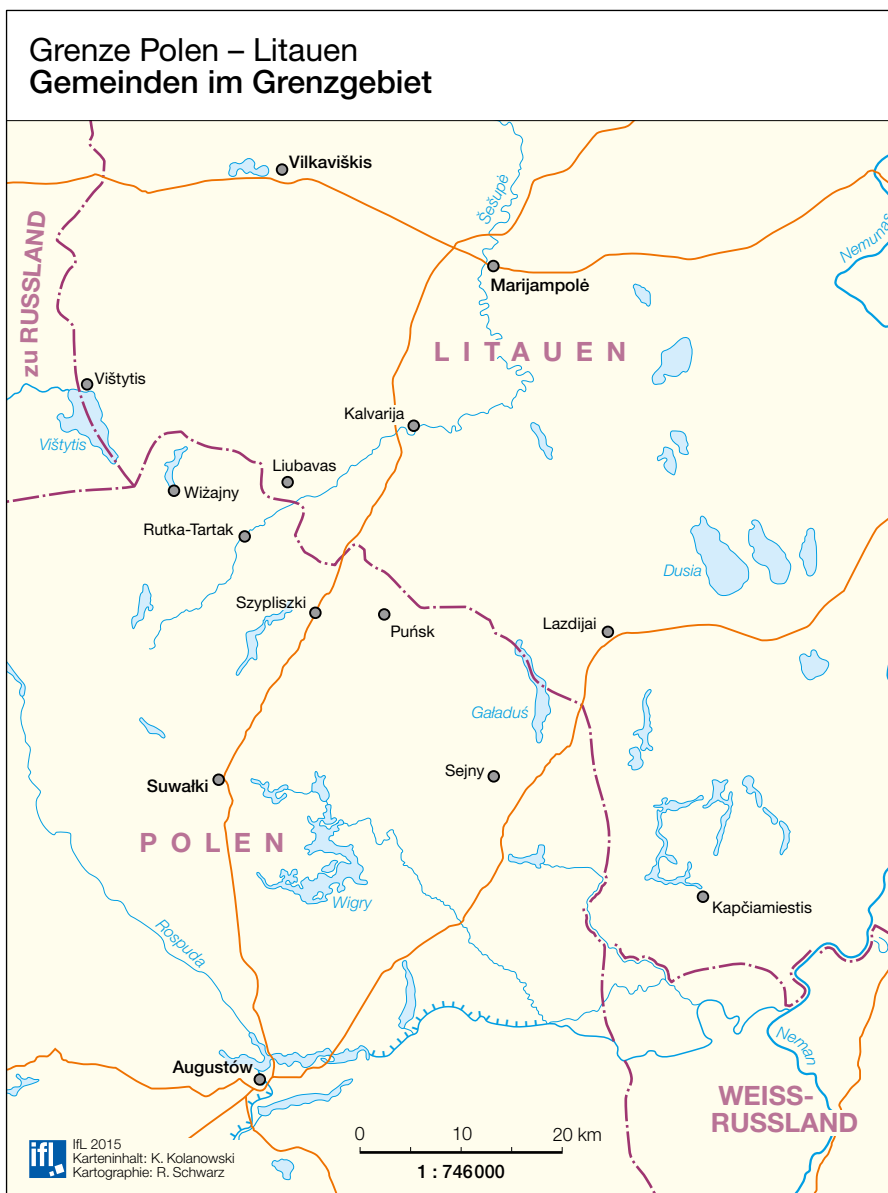 Grenze Polen – Litauen
Gemeinden im Grenzgebiet
Vilkaviškis
Šešupė
Nemunas
zu RUSSLAND
Marijampolė
LITAUEN
Vištytis
Kalvarija
Vištytis
Liubavas
Wiżajny
Rutka-Tartak
Dusia
Szypliszki
Puńsk
Lazdijai
Galaduś
Sejny
Suwałki
POLEN
Wigry
Kapčiamiestis
Rospuda
Neman
Augustów
WEISS-
RUSSLAND
ifl
IfL 2015
Karteninhalt: K. Kolanowski
Kartographie: R. Schwarz
0 10 20 km
1 : 746000